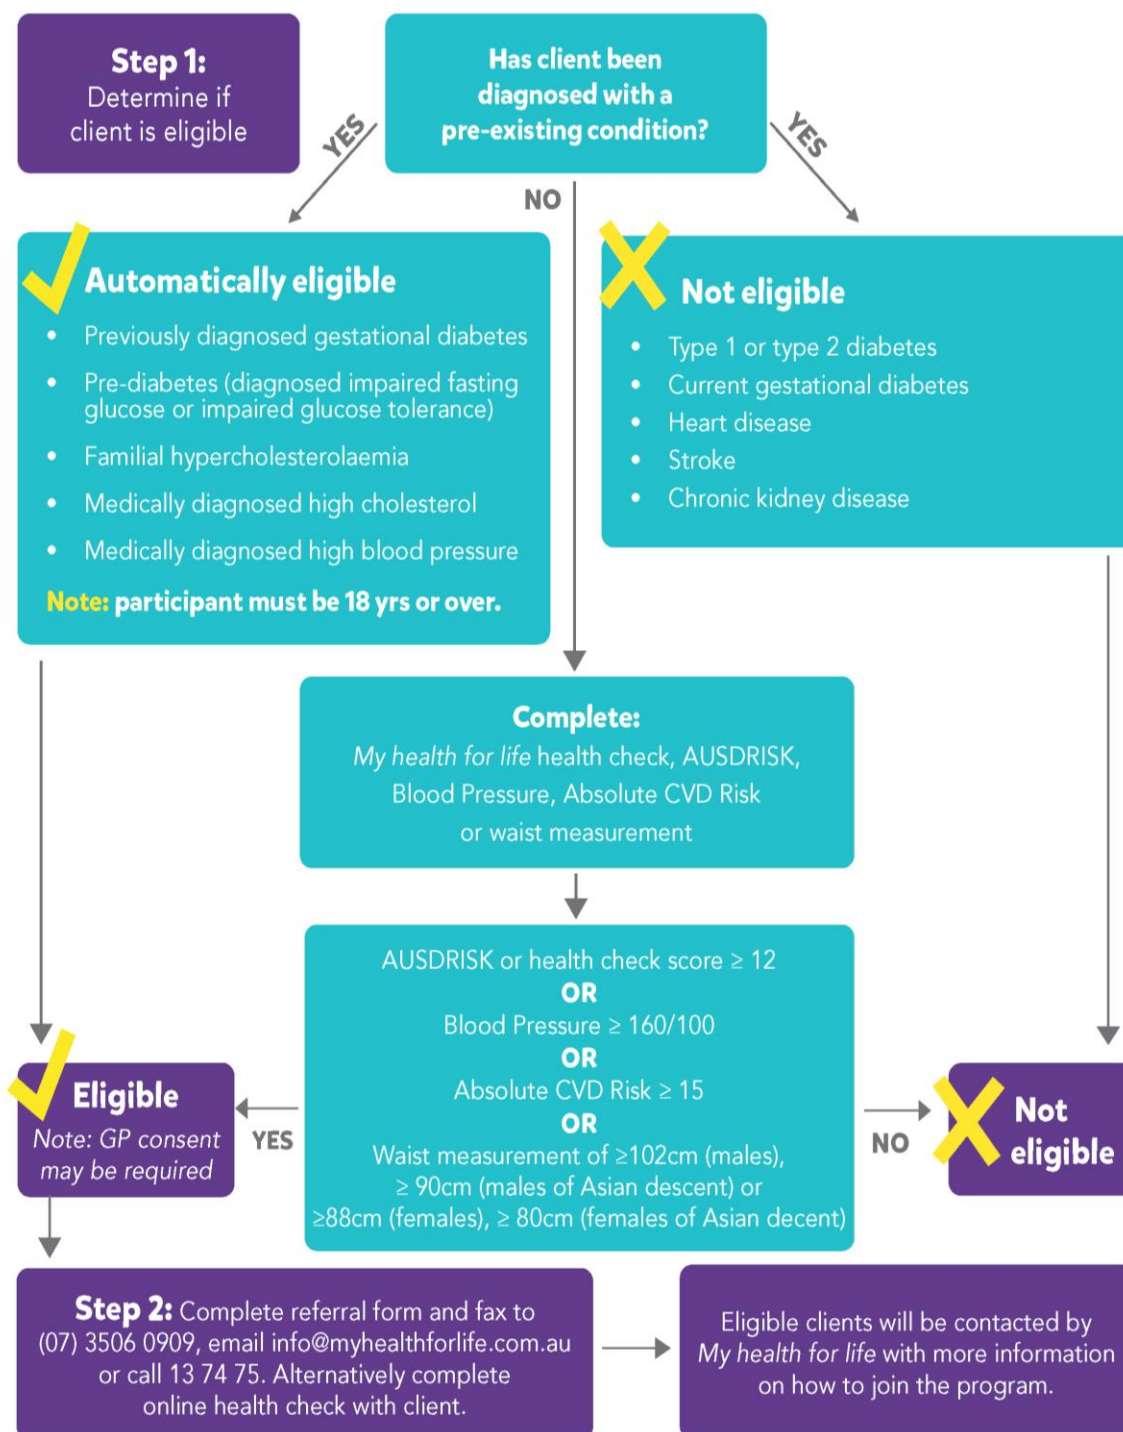 Step 1:
Determine if
client is eligible
Has client been
diagnosed with a
pre-existing condition?
YES
NO
YES
Automatically eligible
• Previously diagnosed gestational diabetes
• Pre-diabetes (diagnosed impaired fasting
glucose or impaired glucose tolerance)
• Familial hypercholesterolaemia
• Medically diagnosed high cholesterol
• Medically diagnosed high blood pressure
Note: participant must be 18 yrs or over.
Not eligible
• Type 1 or type 2 diabetes
• Current gestational diabetes
• Heart disease
• Stroke
• Chronic kidney disease
Complete:
My health for life health check, AUSDRISK,
Blood Pressure, Absolute CVD Risk
or waist measurement
AUSDRISK or health check score ≥ 12
OR
Blood Pressure ≥ 160/100
OR
Absolute CVD Risk ≥ 15
OR
Waist measurement of ≥102cm (males),
≥ 90cm (males of Asian descent) or
≥88cm (females), ≥ 80cm (females of Asian decent)
YES
Eligible
Note: GP consent
may be required
NO
Not
eligible
Step 2: Complete referral form and fax to
(07) 3506 0909, email info@myhealthforlife.com.au
or call 13 74 75. Alternatively complete
online health check with client.
Eligible clients will be contacted by
My health for life with more information
on how to join the program.